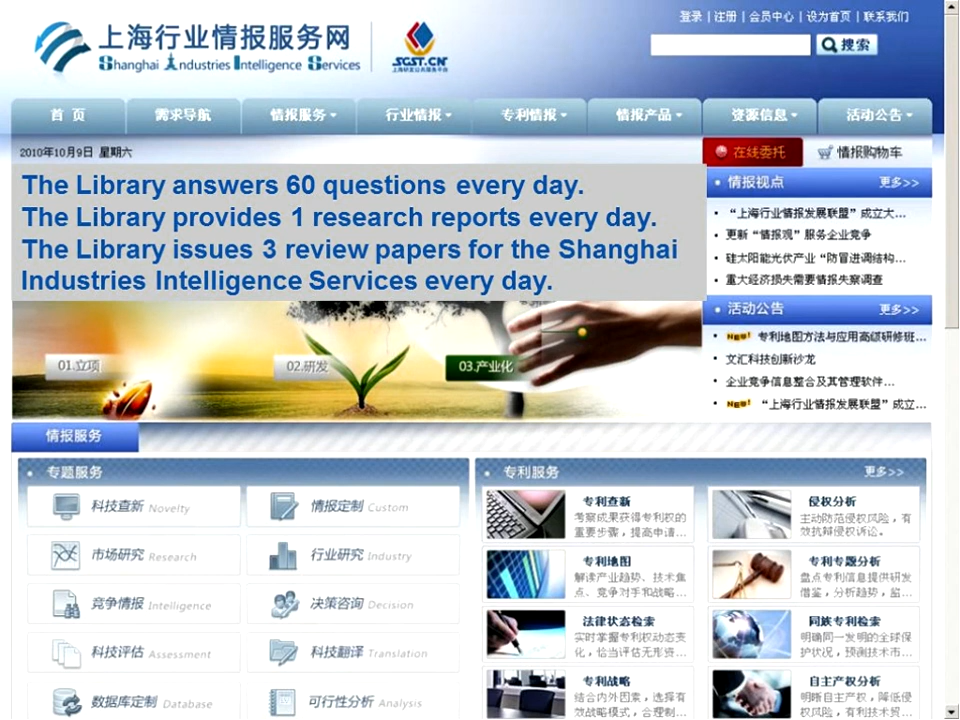 登录 | 注册 | 会员中心 | 设为首页 | 联系我们
上海行业情报服务网
Shanghai Industries Intelligence Services
SGST.CN
上海研发公共服务平台
搜索
首 页 需求导航 情报服务 行业情报 专利情报 情报产品 资源信息 活动公告
2010年10月9日 星期六
在线委托 情报购物车
The Library answers 60 questions every day.
The Library provides 1 research reports every day.
The Library issues 3 review papers for the Shanghai
Industries Intelligence Services every day.
情报视点 更多>>
“上海行业情报发展联盟”成立大...
更新“情报观”服务企业竞争
硅太阳能光伏产业“防冒进调结构...
重大经济损失需要情报失察调查
活动公告 更多>>
NEW! 专利地图方法与应用高级研修班...
文汇科技创新沙龙
企业竞争信息整合及其管理软件...
NEW! “上海行业情报发展联盟”成立...
01.立项 02.研发 03.产业化
情报服务
专题服务
科技查新 Novelty 情报定制 Custom
市场研究 Research 行业研究 Industry
竞争情报 Intelligence 决策咨询 Decision
科技评估 Assessment 科技翻译 Translation
数据库定制 Database 可行性分析 Analysis
专利服务 更多>>
专利查新 侵权分析
考察成果获得专利权的 主动防范侵权风险，有
重要步骤，提高申请... 效抗辩侵权诉讼。
专利地图 专利专题分析
解读产业趋势、技术焦 盘点专利信息提供研发
点、竞争对手和战略... 借鉴，分析趋势，监...
法律状态检索 同族专利检索
实时掌握专利权动态变 明确同一发明的全球保
化，恰当评估无形资... 护状况，预测技术市...
专利战略 自主产权分析
结合内外因素，选择有 明晰自主产权，降低侵
效战略模式，合理制... 权风险，有利技术贸...